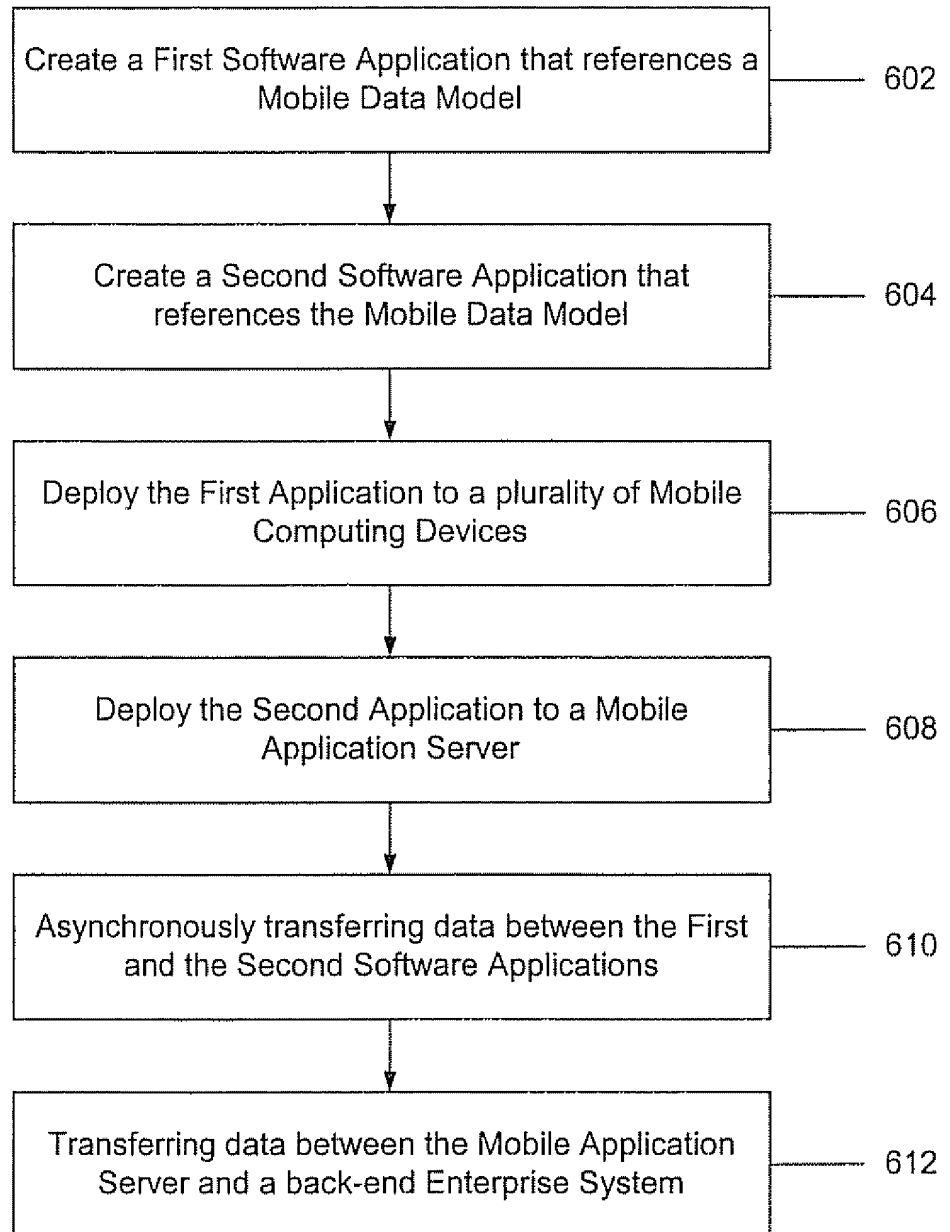 Create a First Software Application that references a
Mobile Data Model
602
Create a Second Software Application that
references the Mobile Data Model
604
Deploy the First Application to a plurality of Mobile
Computing Devices
606
Deploy the Second Application to a Mobile
Application Server
608
Asynchronously transferring data between the First
and the Second Software Applications
610
Transferring data between the Mobile Application
Server and a back-end Enterprise System
612